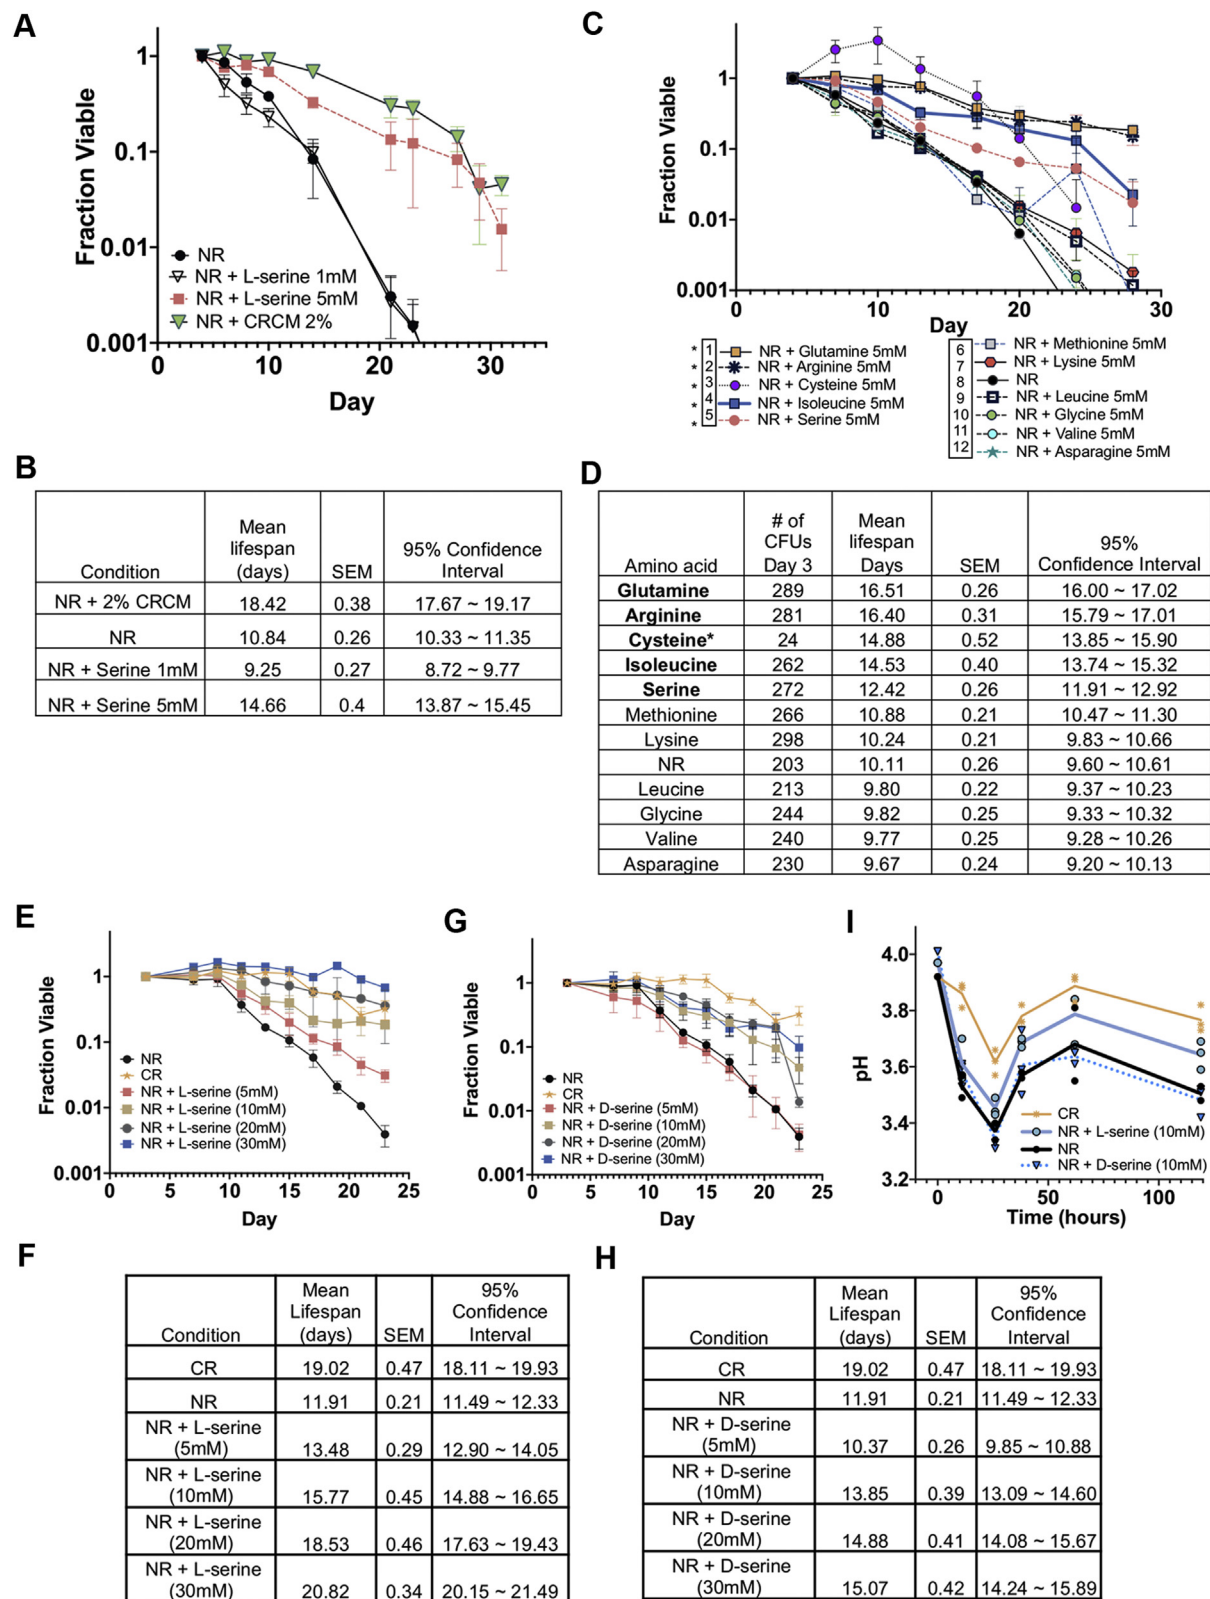 A
Fraction Viable
1
0.1
0.01
0.001
NR
NR + L-serine 1mM
NR + L-serine 5mM
NR + CRCM 2%
0 10 20 30
Day
C
Fraction Viable
1
0.1
0.01
0.001
0 10 20 30
Day
* 1 NR + Glutamine 5mM
* 2 NR + Arginine 5mM
* 3 NR + Cysteine 5mM
* 4 NR + Isoleucine 5mM
* 5 NR + Serine 5mM
6 NR + Methionine 5mM
7 NR + Lysine 5mM
8 NR
9 NR + Leucine 5mM
10 NR + Glycine 5mM
11 NR + Valine 5mM
12 NR + Asparagine 5mM
B
Condition Mean lifespan (days) SEM 95% Confidence Interval
NR + 2% CRCM 18.42 0.38 17.67 ~ 19.17
NR 10.84 0.26 10.33 ~ 11.35
NR + Serine 1mM 9.25 0.27 8.72 ~ 9.77
NR + Serine 5mM 14.66 0.4 13.87 ~ 15.45
D
Amino acid # of CFUs Day 3 Mean lifespan Days SEM 95% Confidence Interval
Glutamine 289 16.51 0.26 16.00 ~ 17.02
Arginine 281 16.40 0.31 15.79 ~ 17.01
Cysteine* 24 14.88 0.52 13.85 ~ 15.90
Isoleucine 262 14.53 0.40 13.74 ~ 15.32
Serine 272 12.42 0.26 11.91 ~ 12.92
Methionine 266 10.88 0.21 10.47 ~ 11.30
Lysine 298 10.24 0.21 9.83 ~ 10.66
NR 203 10.11 0.26 9.60 ~ 10.61
Leucine 213 9.80 0.22 9.37 ~ 10.23
Glycine 244 9.82 0.25 9.33 ~ 10.32
Valine 240 9.77 0.25 9.28 ~ 10.26
Asparagine 230 9.67 0.24 9.20 ~ 10.13
E
Fraction Viable
1
0.1
0.01
0.001
NR
CR
NR + L-serine (5mM)
NR + L-serine (10mM)
NR + L-serine (20mM)
NR + L-serine (30mM)
0 5 10 15 20 25
Day
G
Fraction Viable
1
0.1
0.01
0.001
NR
CR
NR + D-serine (5mM)
NR + D-serine (10mM)
NR + D-serine (20mM)
NR + D-serine (30mM)
0 5 10 15 20 25
Day
I
pH
4.0
3.8
3.6
3.4
3.2
CR
NR + L-serine (10mM)
NR
NR + D-serine (10mM)
0 50 100
Time (hours)
F
Condition Mean Lifespan (days) SEM 95% Confidence Interval
CR 19.02 0.47 18.11 ~ 19.93
NR 11.91 0.21 11.49 ~ 12.33
NR + L-serine (5mM) 13.48 0.29 12.90 ~ 14.05
NR + L-serine (10mM) 15.77 0.45 14.88 ~ 16.65
NR + L-serine (20mM) 18.53 0.46 17.63 ~ 19.43
NR + L-serine (30mM) 20.82 0.34 20.15 ~ 21.49
H
Condition Mean Lifespan (days) SEM 95% Confidence Interval
CR 19.02 0.47 18.11 ~ 19.93
NR 11.91 0.21 11.49 ~ 12.33
NR + D-serine (5mM) 10.37 0.26 9.85 ~ 10.88
NR + D-serine (10mM) 13.85 0.39 13.09 ~ 14.60
NR + D-serine (20mM) 14.88 0.41 14.08 ~ 15.67
NR + D-serine (30mM) 15.07 0.42 14.24 ~ 15.89